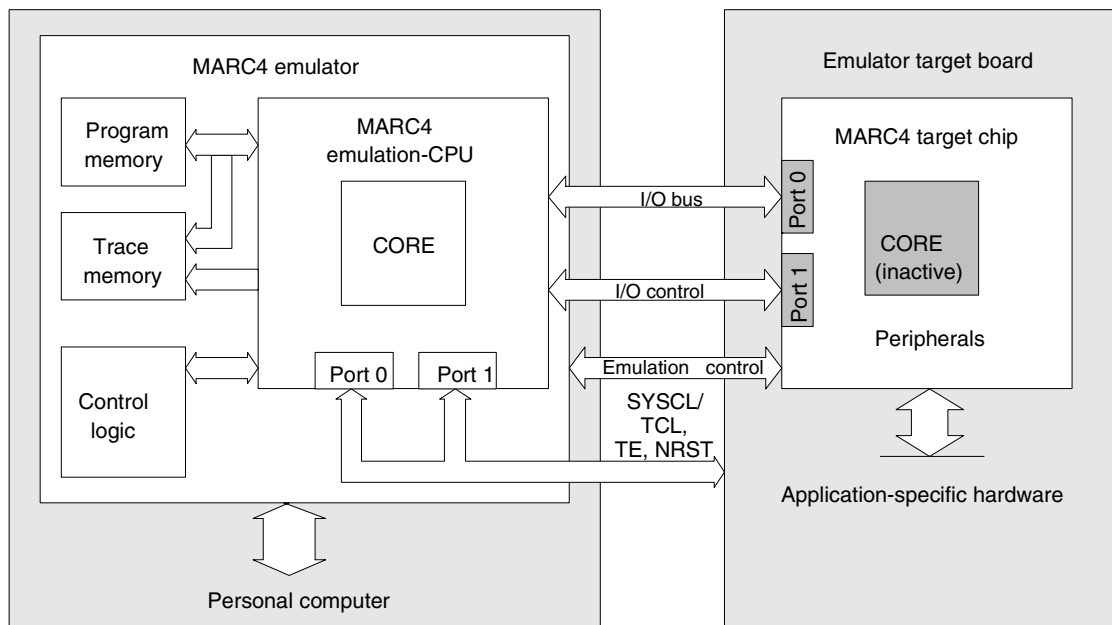 MARC4 emulator
Program
memory
Trace
memory
Control
logic
MARC4
emulation-CPU
CORE
Port 0
Port 1
I/O bus
I/O control
Emulation control
SYSCL/
TCL,
TE, NRST
Personal computer
Emulator target board
MARC4 target chip
Port 0
Port 1
CORE
(inactive)
Peripherals
Application-specific hardware